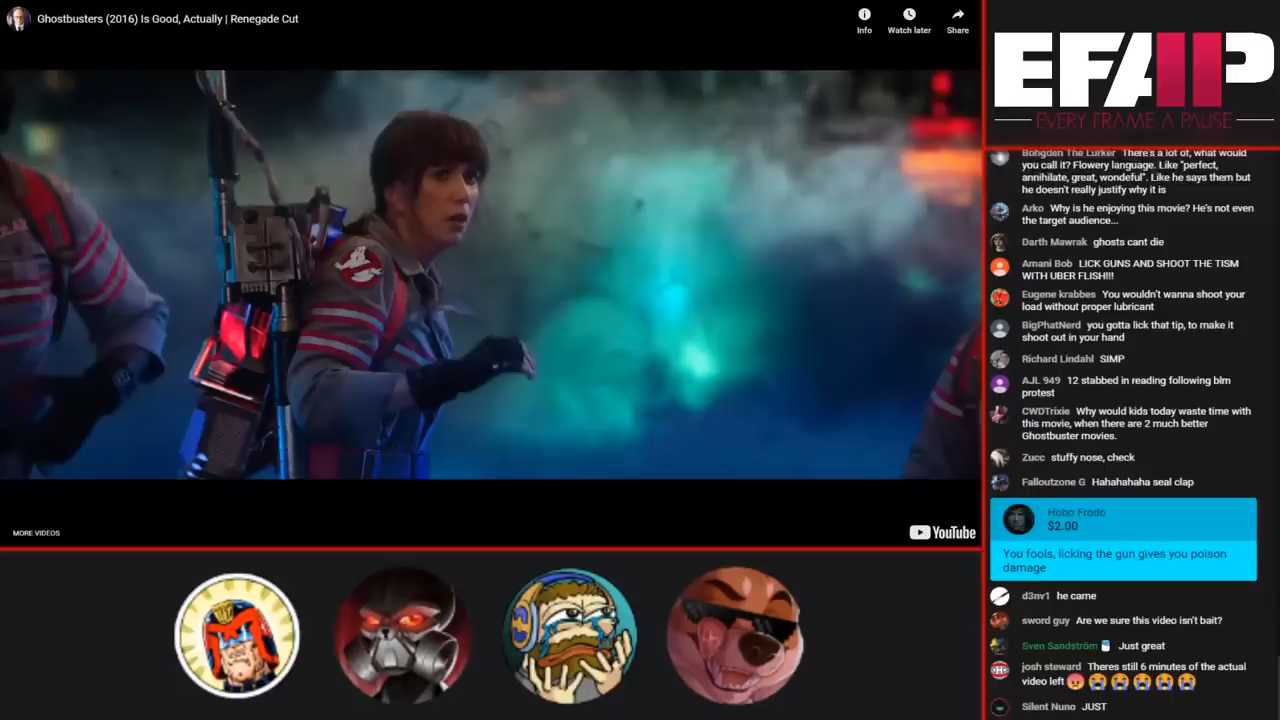 Ghostbusters (2016) Is Good, Actually | Renegade Cut
Info
Watch later
Share
MORE VIDEOS
YouTube
EFAP
EVERY FRAME A PAUSE
Bohgden The Lurker There's a lot of, what would
you call it? Flowery language. Like "perfect,
annihilate, great, wondeful". Like he says them but
he doesn't really justify why it is
Arko Why is he enjoying this movie? He's not even
the target audience...
Darth Mawrak ghosts cant die
Amani Bob LICK GUNS AND SHOOT THE TISM
WITH UBER FLISH!!!
Eugene krabbes You wouldn't wanna shoot your
load without proper lubricant
BigPhatNerd you gotta lick that tip, to make it
shoot out in your hand
Richard Lindahl SIMP
AJL 949 12 stabbed in reading following blm
protest
CWDTrixie Why would kids today waste time with
this movie, when there are 2 much better
Ghostbuster movies.
Zucc stuffy nose, check
Falloutzone G Hahahahaha seal clap
Hobo Frodo
$2.00
You fools, licking the gun gives you poison
damage
d3nv1 he came
sword guy Are we sure this video isn't bait?
Sven Sandström Just great
josh steward Theres still 6 minutes of the actual
video left
Silent Nuno JUST